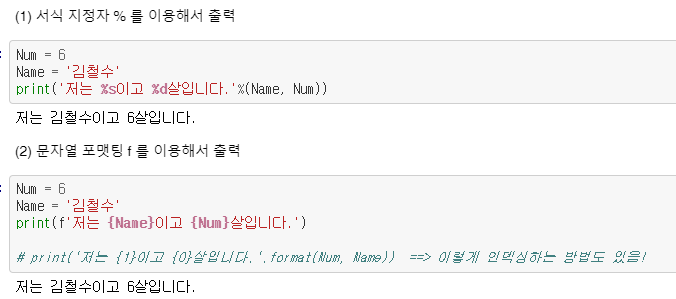 (1) 서식 지정자 % 를 이용해서 출력
Num = 6
Name = '김철수'
print('저는 %s이고 %d살입니다.'%(Name, Num))
저는 김철수이고 6살입니다.
(2) 문자열 포맷팅 f 를 이용해서 출력
Num = 6
Name = '김철수'
print(f'저는 {Name}이고 {Num}살입니다.')
# print('저는 {1}이고 {0}살입니다.'.format(Num, Name))  ==> 이렇게 인덱싱하는 방법도 있음!
저는 김철수이고 6살입니다.